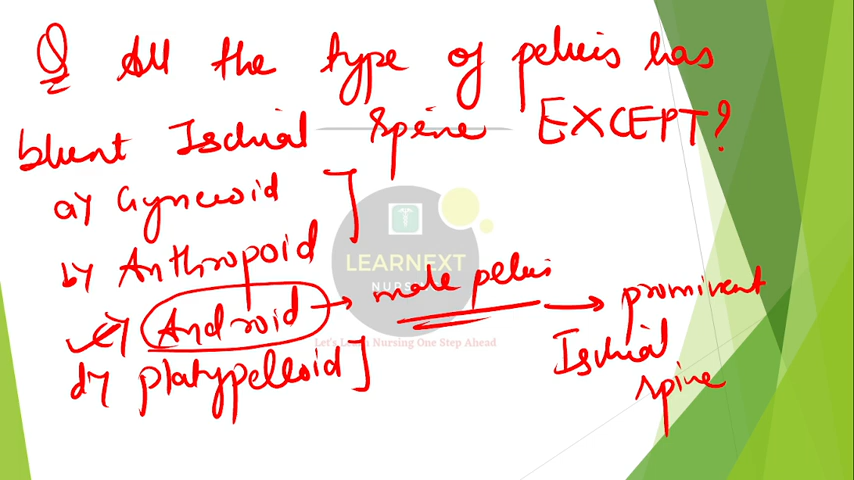 Q All the type of pelvis has
blunt Ischial Spine EXCEPT?
a) Gynecoid
b) Anthropoid
c) Android → male pelvis → prominent
Ischial
spine
d) platypelloid
LEARNEXT
NURSING
Let's Learn Nursing One Step Ahead